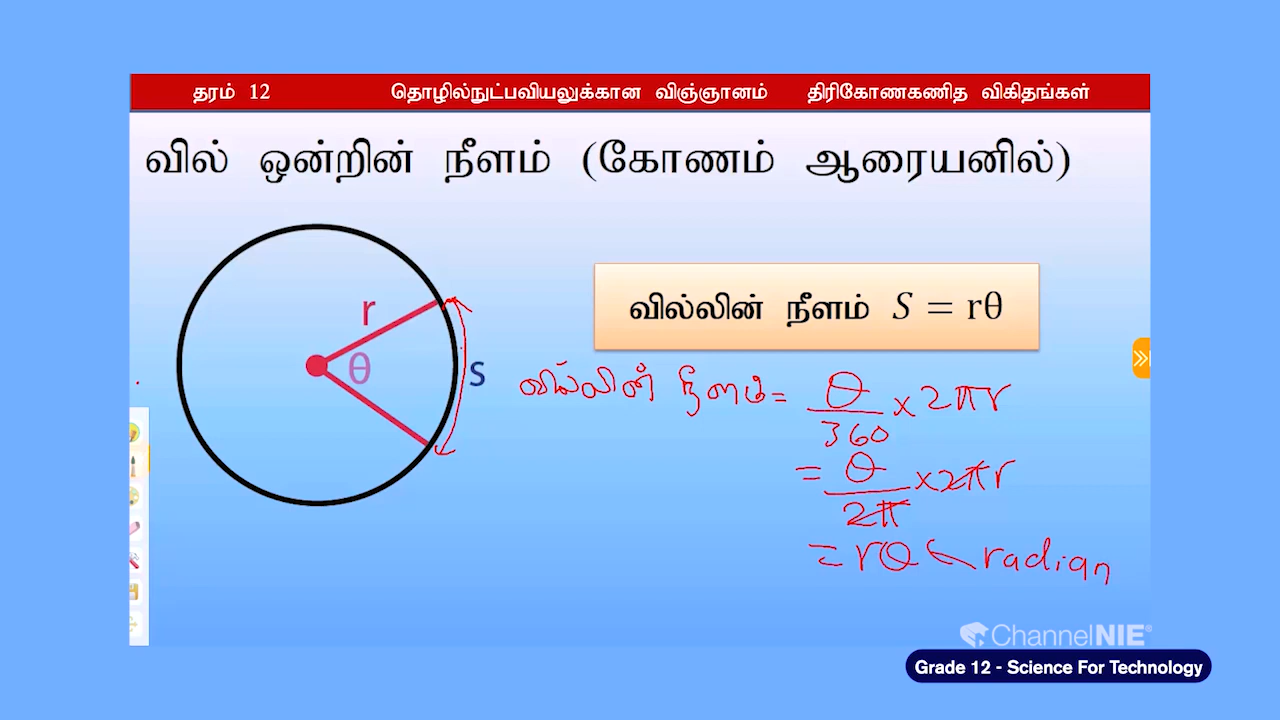 தரம் 12 தொழில்நுட்பவியலுக்கான விஞ்ஞானம் திரிகோணகணித விகிதங்கள்
வில் ஒன்றின் நீளம் (கோணம் ஆரையனில்)
r
θ
s
வில்லின் நீளம் S = rθ
வில்லின் நீளம் = θ/360 × 2πr
= θ/2π × 2πr
= rθ radian
ChannelNIE®
Grade 12 - Science For Technology